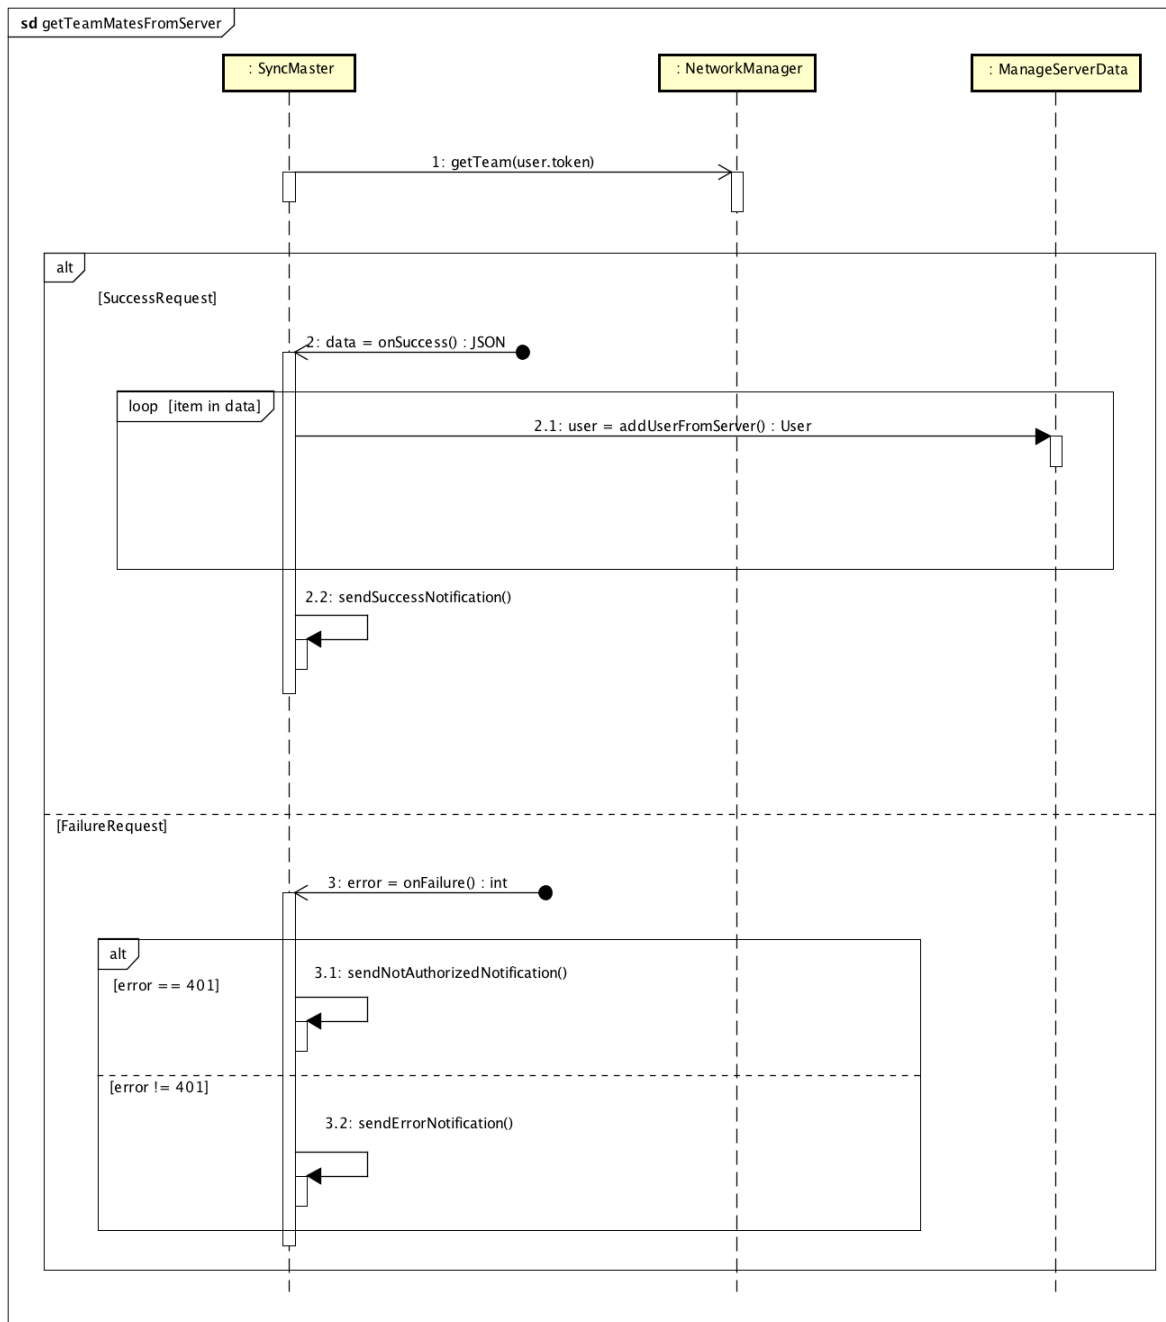 sd getTeamMatesFromServer
: SyncMaster
: NetworkManager
: ManageServerData
1: getTeam(user.token)
alt
[SuccessRequest]
2: data = onSuccess() : JSON
loop [item in data]
2.1: user = addUserFromServer() : User
2.2: sendSuccessNotification()
[FailureRequest]
3: error = onFailure() : int
alt
3.1: sendNotAuthorizedNotification()
[error == 401]
[error != 401]
3.2: sendErrorNotification()